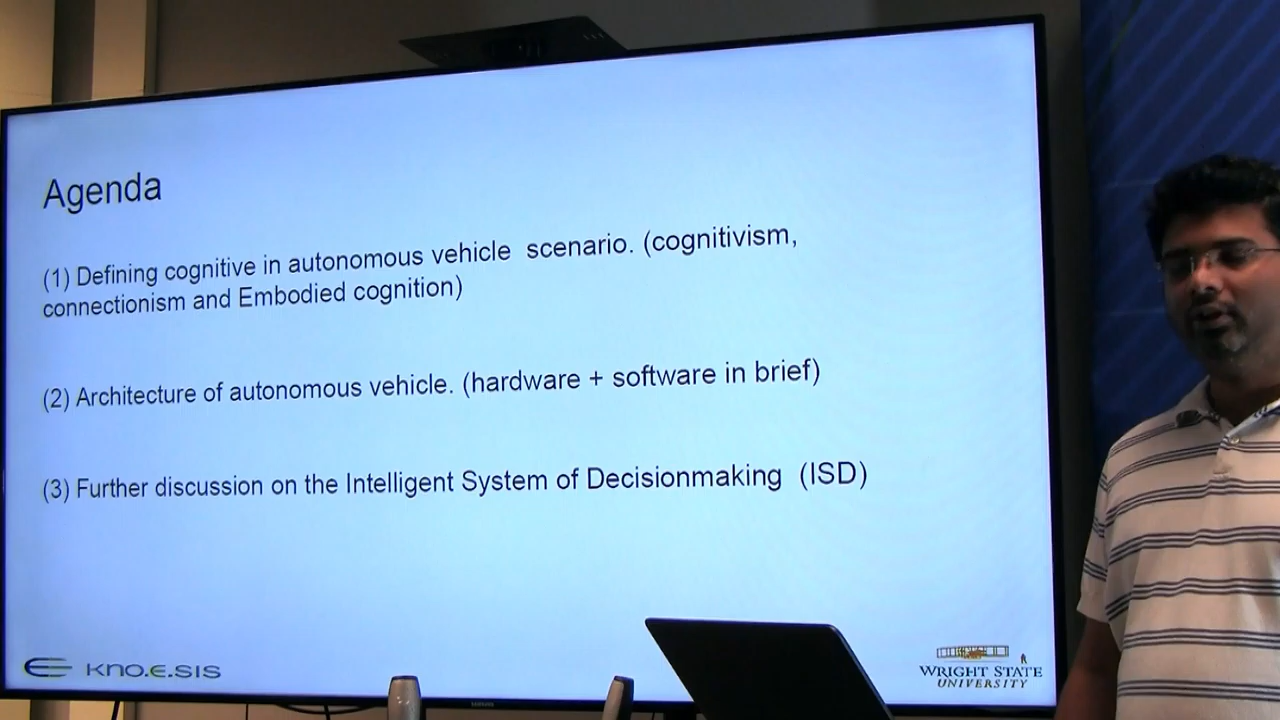 Agenda
(1) Defining cognitive in autonomous vehicle scenario. (cognitivism,
connectionism and Embodied cognition)
(2) Architecture of autonomous vehicle. (hardware + software in brief)
(3) Further discussion on the Intelligent System of Decisionmaking (ISD)
KNO.E.SIS
WRIGHT STATE
UNIVERSITY
SAMSUNG